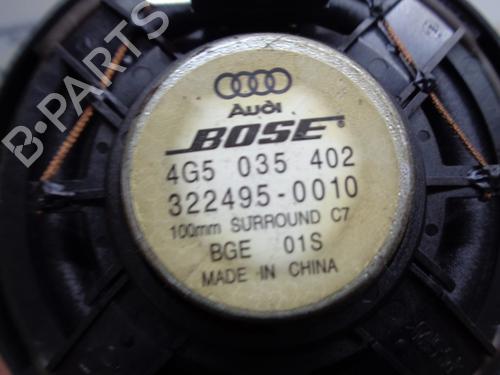 B-PARTS
Audi
BOSE®
4G5 035 402
322495-0010
100mm SURROUND C7
BGE 01S
MADE IN CHINA